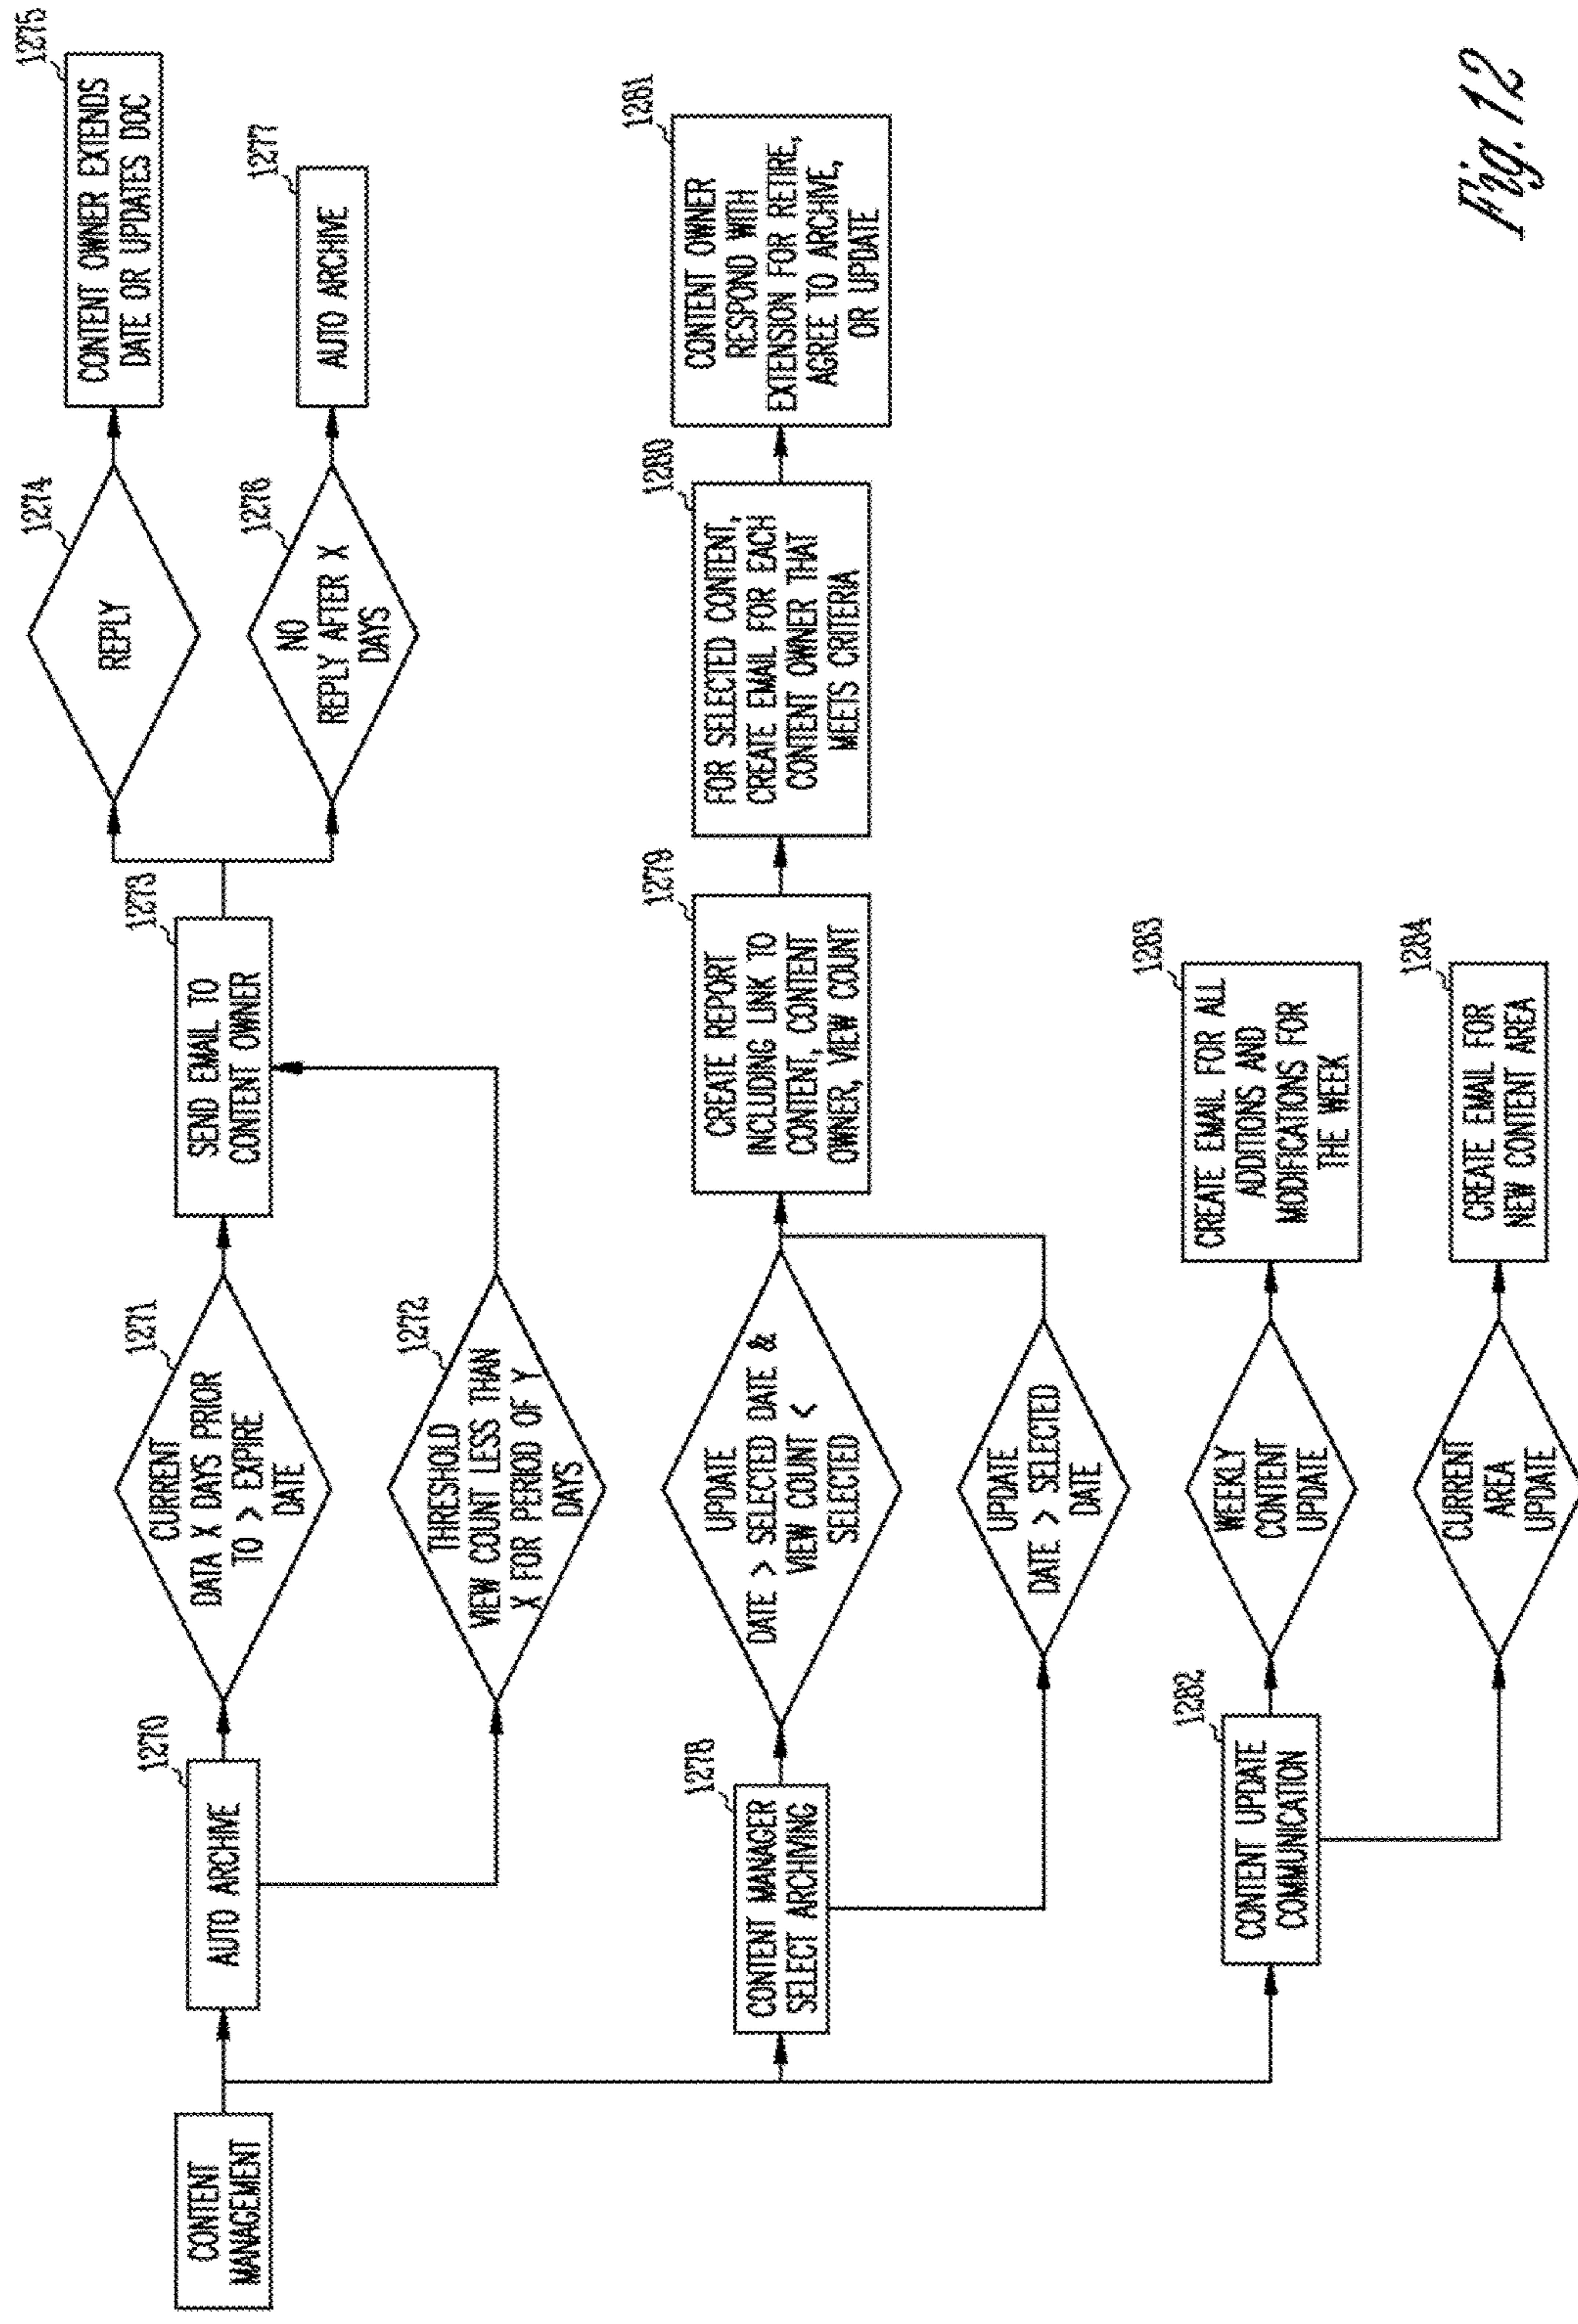 CONTENT
MANAGEMENT
1270
AUTO ARCHIVE
1271
CURRENT
DATA X DAYS PRIOR
TO > EXPIRE
DATE
1272
THRESHOLD
VIEW COUNT LESS THAN
X FOR PERIOD OF Y
DAYS
1273
SEND EMAIL TO
CONTENT OWNER
1274
REPLY
1275
CONTENT OWNER EXTENDS
DATE OR UPDATES DOC
1276
NO
REPLY AFTER X
DAYS
1277
AUTO ARCHIVE
1278
CONTENT MANAGER
SELECT ARCHIVING
UPDATE
DATE > SELECTED DATE &
VIEW COUNT <
SELECTED
UPDATE
DATE > SELECTED
DATE
1279
CREATE REPORT
INCLUDING LINK TO
CONTENT, CONTENT
OWNER, VIEW COUNT
1280
FOR SELECTED CONTENT,
CREATE EMAIL FOR EACH
CONTENT OWNER THAT
MEETS CRITERIA
1281
CONTENT OWNER
RESPOND WITH
EXTENSION FOR RETIRE,
AGREE TO ARCHIVE,
OR UPDATE
1282
CONTENT UPDATE
COMMUNICATION
WEEKLY
CONTENT
UPDATE
1283
CREATE EMAIL FOR ALL
ADDITIONS AND
MODIFICATIONS FOR
THE WEEK
CURRENT
AREA
UPDATE
1284
CREATE EMAIL FOR
NEW CONTENT AREA
Fig. 12